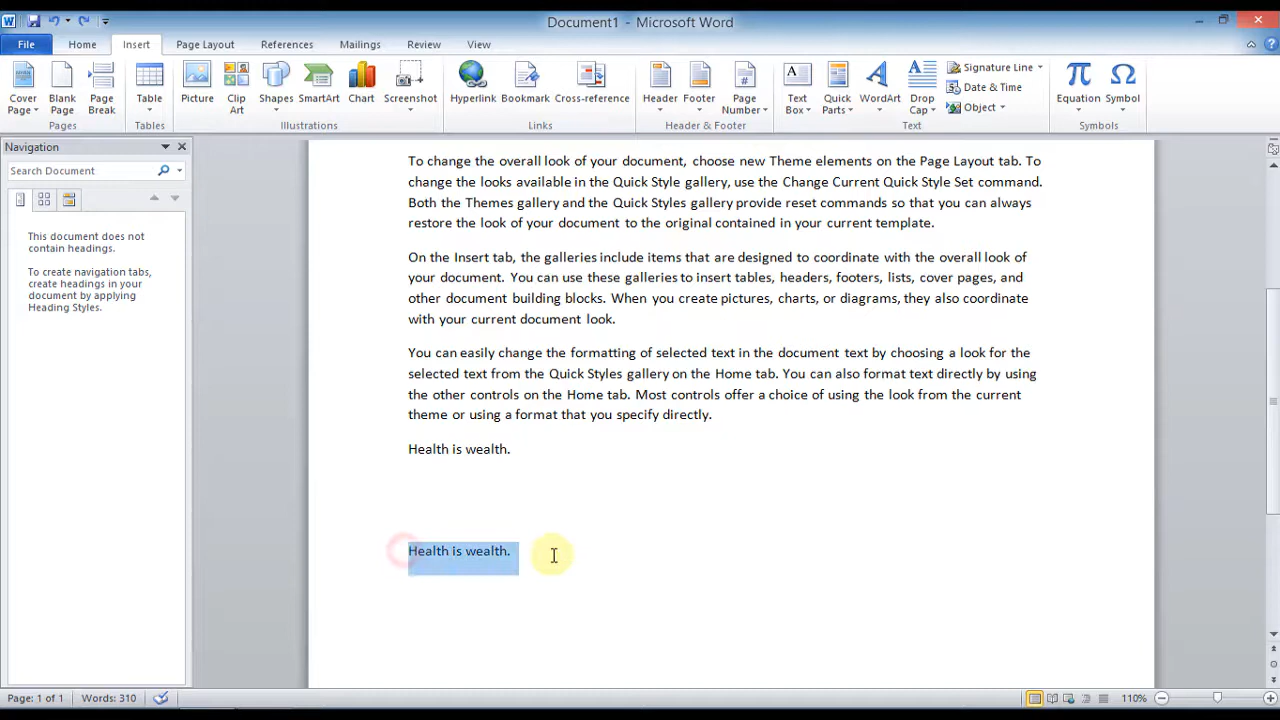 Document1 - Microsoft Word
File Home Insert Page Layout References Mailings Review View
Cover Page Blank Page Page Break Table Picture Clip Art Shapes SmartArt Chart Screenshot Hyperlink Bookmark Cross-reference Header Footer Page Number Text Box Quick Parts WordArt Drop Cap Signature Line Date & Time Object Equation Symbol
Pages Tables Illustrations Links Header & Footer Text Symbols
Navigation
Search Document
This document does not
contain headings.
To create navigation tabs,
create headings in your
document by applying
Heading Styles.
To change the overall look of your document, choose new Theme elements on the Page Layout tab. To
change the looks available in the Quick Style gallery, use the Change Current Quick Style Set command.
Both the Themes gallery and the Quick Styles gallery provide reset commands so that you can always
restore the look of your document to the original contained in your current template.
On the Insert tab, the galleries include items that are designed to coordinate with the overall look of
your document. You can use these galleries to insert tables, headers, footers, lists, cover pages, and
other document building blocks. When you create pictures, charts, or diagrams, they also coordinate
with your current document look.
You can easily change the formatting of selected text in the document text by choosing a look for the
selected text from the Quick Styles gallery on the Home tab. You can also format text directly by using
the other controls on the Home tab. Most controls offer a choice of using the look from the current
theme or using a format that you specify directly.
Health is wealth.
Health is wealth.
Page: 1 of 1 Words: 310 110%